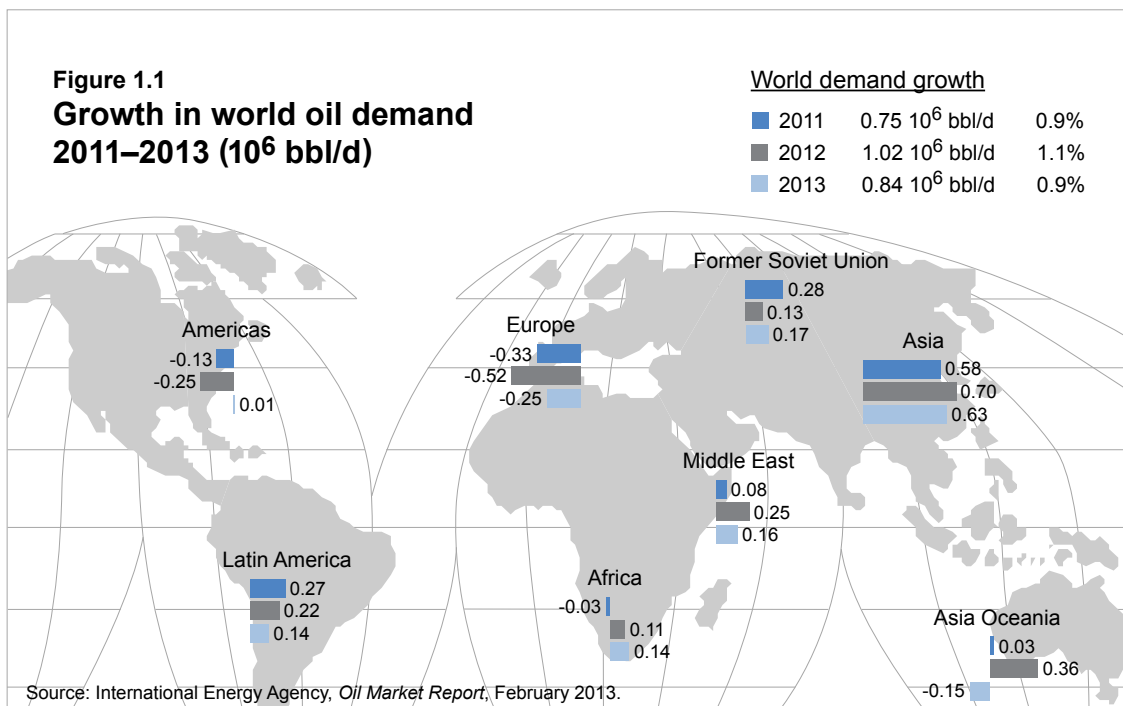 Figure 1.1
Growth in world oil demand
2011–2013 (10⁶ bbl/d)
World demand growth
2011 0.75 10⁶ bbl/d 0.9%
2012 1.02 10⁶ bbl/d 1.1%
2013 0.84 10⁶ bbl/d 0.9%
Former Soviet Union
0.28
0.13
0.17
Americas
-0.13
-0.25
0.01
Europe
-0.33
-0.52
-0.25
Asia
0.58
0.70
0.63
Middle East
0.08
0.25
0.16
Latin America
0.27
0.22
0.14
Africa
-0.03
0.11
0.14
Asia Oceania
0.03
0.36
-0.15
Source: International Energy Agency, Oil Market Report, February 2013.